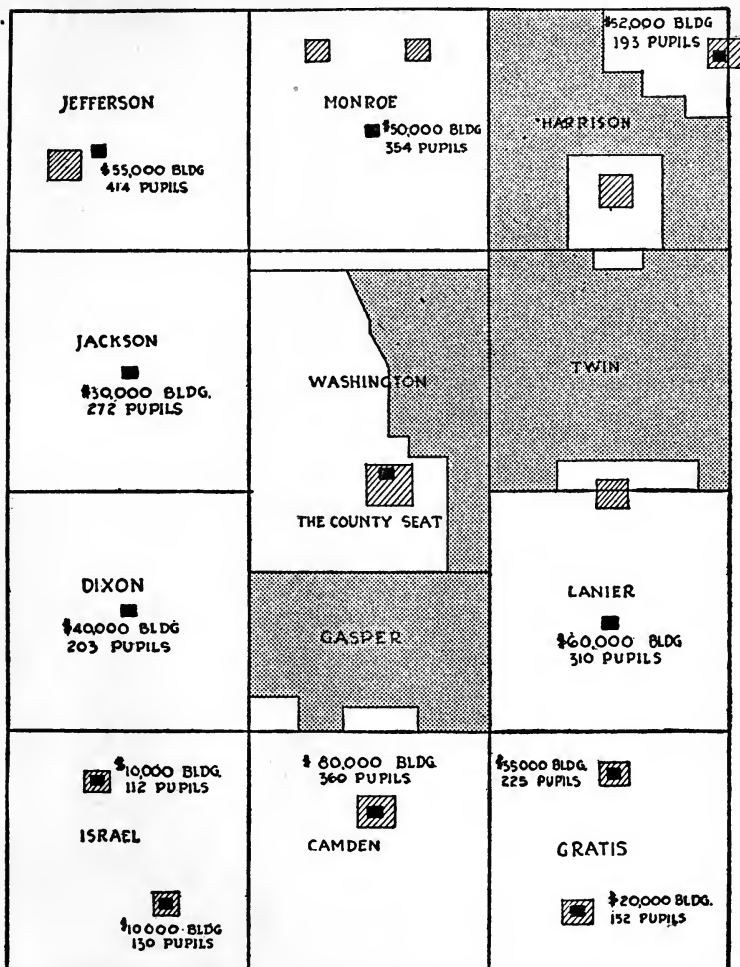 $52,000 BLDG
193 PUPILS
JEFFERSON
$55,000 BLDG
414 PUPILS
MONROE
$50,000 BLDG
354 PUPILS
HARRISON
JACKSON
$30,000 BLDG.
272 PUPILS
WASHINGTON
THE COUNTY SEAT
TWIN
DIXON
$40,000 BLDG
203 PUPILS
GASPER
LANIER
$60,000 BLDG
310 PUPILS
$10,000 BLDG.
112 PUPILS
ISRAEL
$10000 BLDG
130 PUPILS
$80,000 BLDG.
360 PUPILS
CAMDEN
$55000 BLDG.
225 PUPILS
GRATIS
$20,000 BLDG.
152 PUPILS